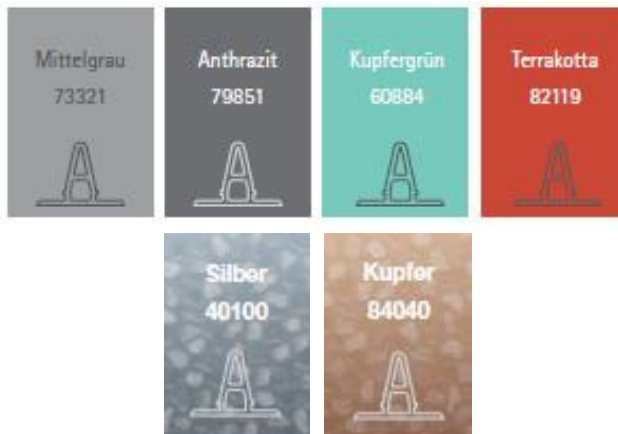 Mittelgrau
73321
Anthrazit
79851
Kupfergrün
60884
Terrakotta
82119
Silber
40100
Kupfer
84040